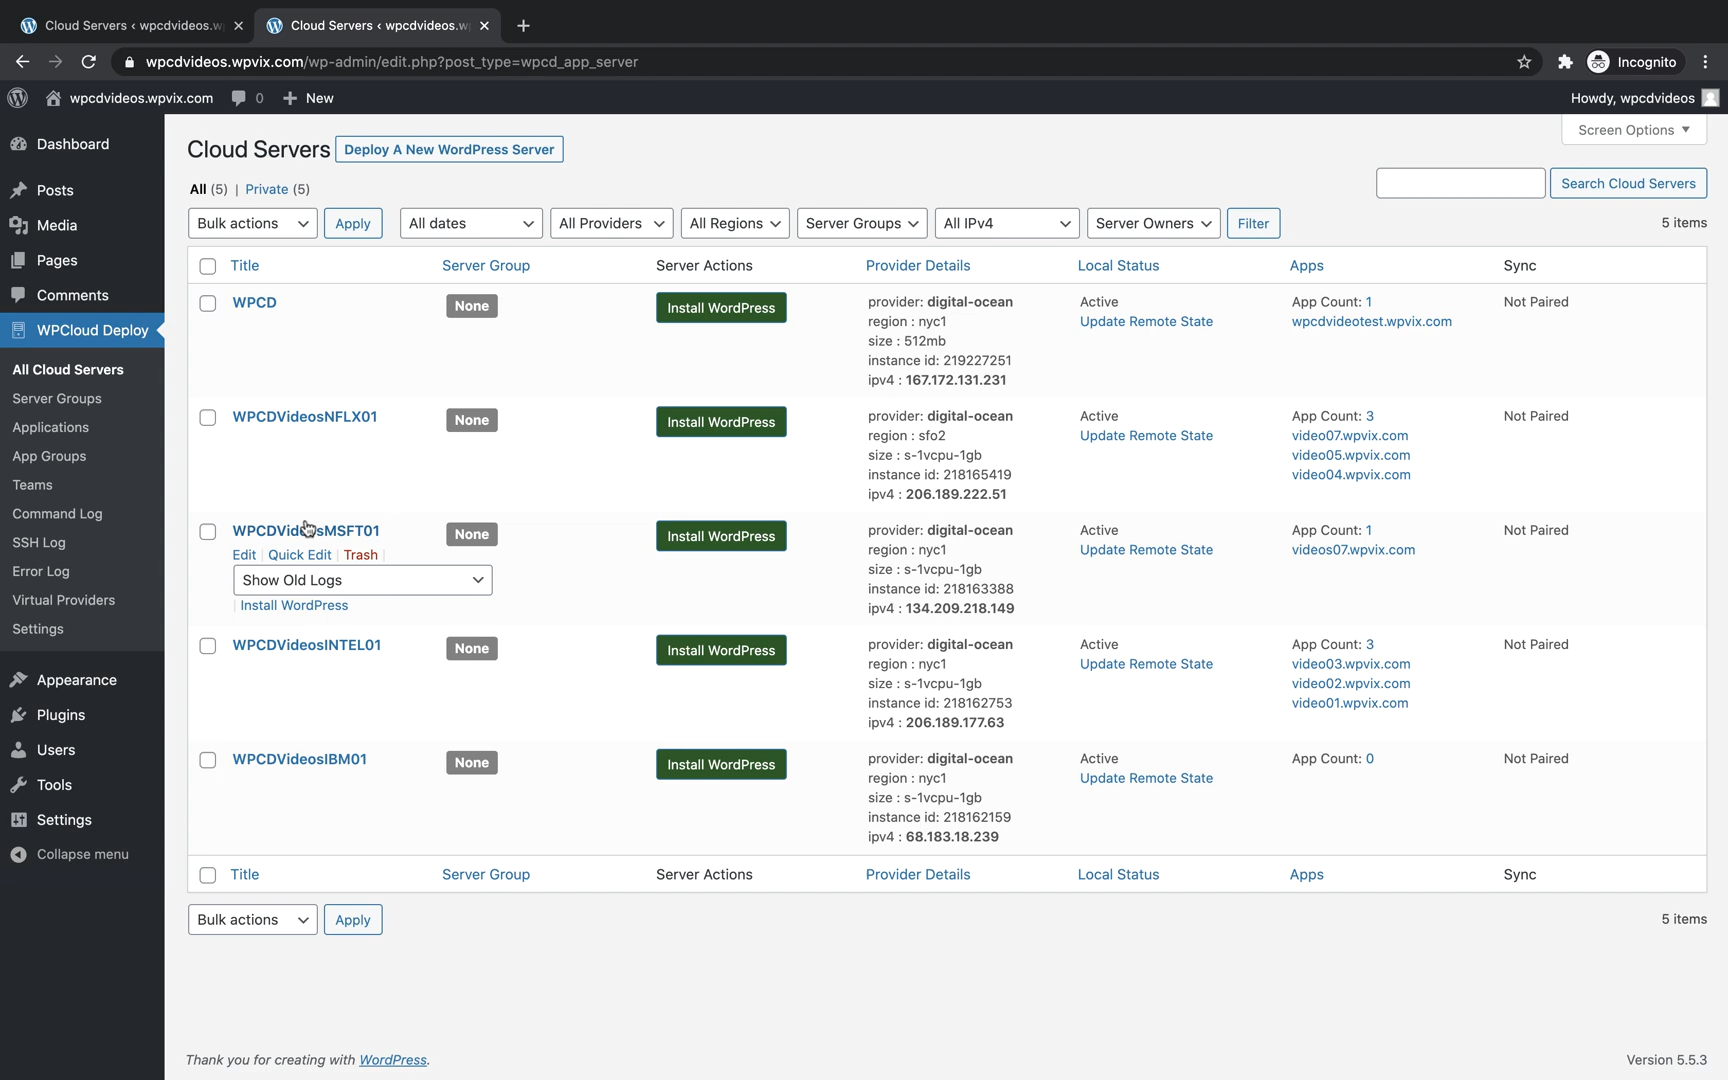 Cloud Servers ‹ wpcdvideos.w
Cloud Servers ‹ wpcdvideos.w
wpcdvideos.wpvix.com/wp-admin/edit.php?post_type=wpcd_app_server
Incognito
wpcdvideos.wpvix.com
0
New
Howdy, wpcdvideos
Screen Options
Dashboard
Posts
Media
Pages
Comments
WPCloud Deploy
All Cloud Servers
Server Groups
Applications
App Groups
Teams
Command Log
SSH Log
Error Log
Virtual Providers
Settings
Appearance
Plugins
Users
Tools
Settings
Collapse menu
Cloud Servers
Deploy A New WordPress Server
All (5) | Private (5)
Search Cloud Servers
Bulk actions
Apply
All dates
All Providers
All Regions
Server Groups
All IPv4
Server Owners
Filter
5 items
Title
Server Group
Server Actions
Provider Details
Local Status
Apps
Sync
WPCD
None
Install WordPress
provider: digital-ocean
region : nyc1
size : 512mb
instance id: 219227251
ipv4 : 167.172.131.231
Active
Update Remote State
App Count: 1
wpcdvideotest.wpvix.com
Not Paired
WPCDVideosNFLX01
None
Install WordPress
provider: digital-ocean
region : sfo2
size : s-1vcpu-1gb
instance id: 218165419
ipv4 : 206.189.222.51
Active
Update Remote State
App Count: 3
video07.wpvix.com
video05.wpvix.com
video04.wpvix.com
Not Paired
WPCDVideosMSFT01
Edit | Quick Edit | Trash |
Show Old Logs
| Install WordPress
None
Install WordPress
provider: digital-ocean
region : nyc1
size : s-1vcpu-1gb
instance id: 218163388
ipv4 : 134.209.218.149
Active
Update Remote State
App Count: 1
videos07.wpvix.com
Not Paired
WPCDVideosINTEL01
None
Install WordPress
provider: digital-ocean
region : nyc1
size : s-1vcpu-1gb
instance id: 218162753
ipv4 : 206.189.177.63
Active
Update Remote State
App Count: 3
video03.wpvix.com
video02.wpvix.com
video01.wpvix.com
Not Paired
WPCDVideosIBM01
None
Install WordPress
provider: digital-ocean
region : nyc1
size : s-1vcpu-1gb
instance id: 218162159
ipv4 : 68.183.18.239
Active
Update Remote State
App Count: 0
Not Paired
Title
Server Group
Server Actions
Provider Details
Local Status
Apps
Sync
Bulk actions
Apply
5 items
Thank you for creating with WordPress.
Version 5.5.3